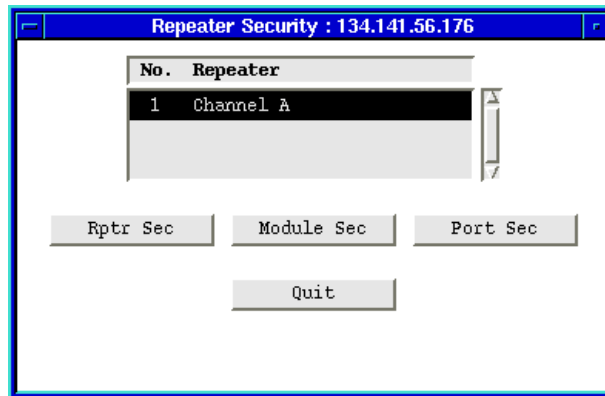 Repeater Security : 134.141.56.176
No. Repeater
1 Channel A
Rptr Sec Module Sec Port Sec
Quit